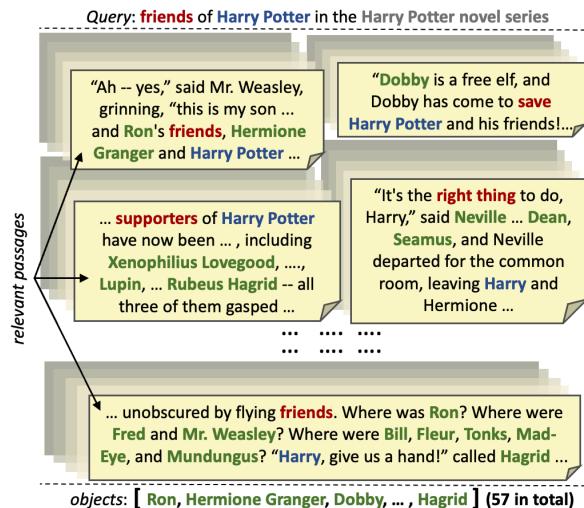 Query: friends of Harry Potter in the Harry Potter novel series
“Ah -- yes,” said Mr. Weasley,
grinning, “this is my son ...
and Ron's friends, Hermione
Granger and Harry Potter ...
“Dobby is a free elf, and
Dobby has come to save
Harry Potter and his friends!...
... supporters of Harry Potter
have now been ... , including
Xenophilius Lovegood, ....,
Lupin, ... Rubeus Hagrid -- all
three of them gasped ...
“It's the right thing to do,
Harry,” said Neville ... Dean,
Seamus, and Neville
departed for the common
room, leaving Harry and
Hermione ...
relevant passages
.... .... ....
.... .... ....
... unobscured by flying friends. Where was Ron? Where were
Fred and Mr. Weasley? Where were Bill, Fleur, Tonks, Mad-
Eye, and Mundungus? “Harry, give us a hand!” called Hagrid ...
objects: [ Ron, Hermione Granger, Dobby, ... , Hagrid ] (57 in total)